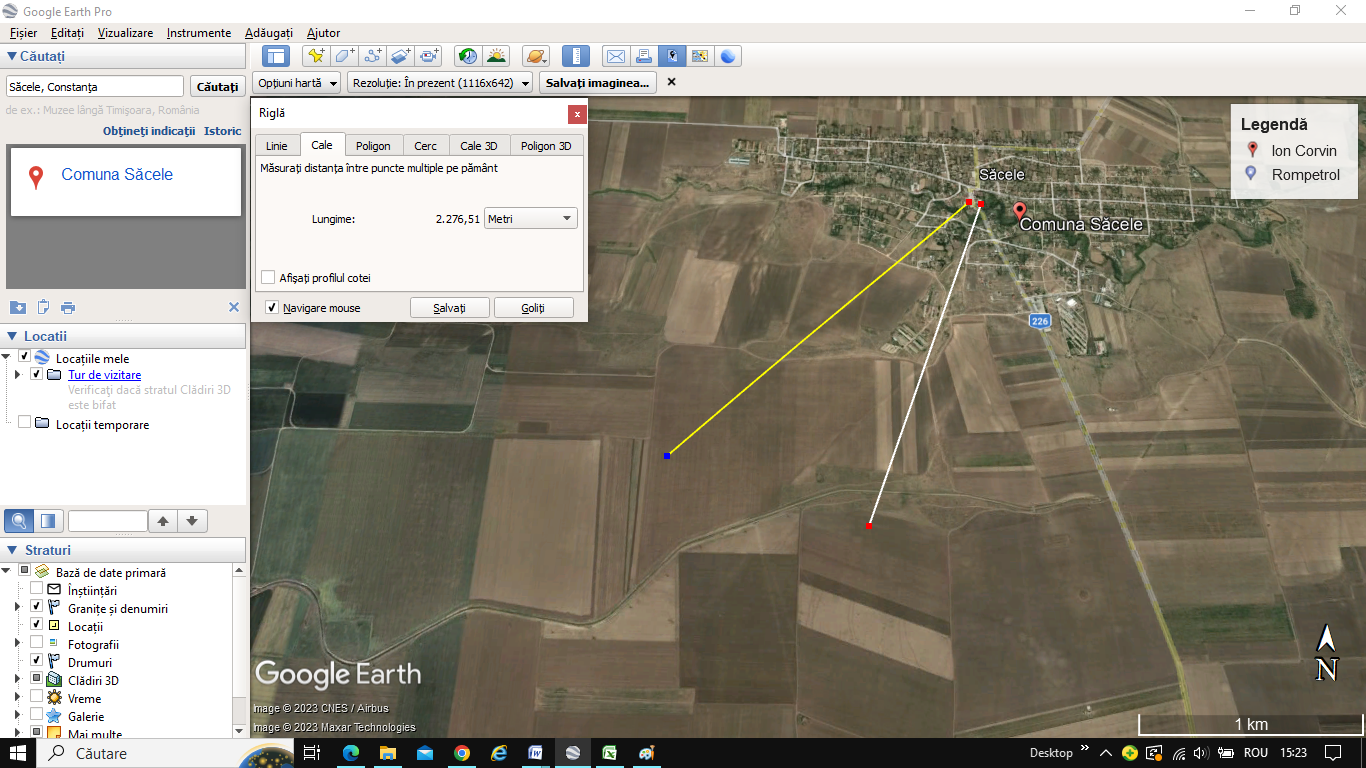 Google Earth Pro
Fișier Editați Vizualizare Instrumente Adăugați Ajutor
Căutați
Săcele, Constanța Căutați
de ex.: Muzee lângă Timișoara, România
Obțineți indicații Istoric
Comuna Săcele
Locatii
Locațiile mele
Tur de vizitare
Verificați dacă stratul Clădiri 3D
este bifat
Locații temporare
Straturi
Bază de date primară
Înștiințări
Granițe și denumiri
Locații
Fotografii
Drumuri
Clădiri 3D
Vreme
Galerie
Mai multe
Opțiuni hartă Rezoluție: În prezent (1116x642) Salvați imaginea...
Riglă
Linie Cale Poligon Cerc Cale 3D Poligon 3D
Măsurați distanța între puncte multiple pe pământ
Lungime: 2.276,51 Metri
Afișați profilul cotei
Navigare mouse Salvați Goliți
Legendă
Ion Corvin
Rompetrol
Săcele
Comuna Săcele
226
N
Google Earth
Image © 2023 CNES / Airbus
Image © 2023 Maxar Technologies
1 km
Căutare Desktop ROU 15:23